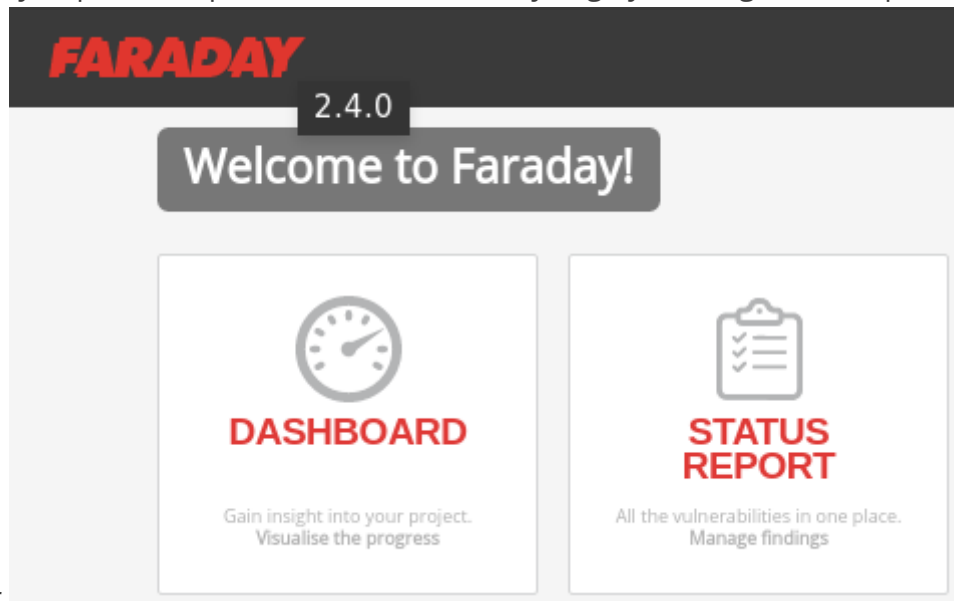 FARADAY
2.4.0
Welcome to Faraday!
DASHBOARD
Gain insight into your project.
Visualise the progress
STATUS
REPORT
All the vulnerabilities in one place.
Manage findings